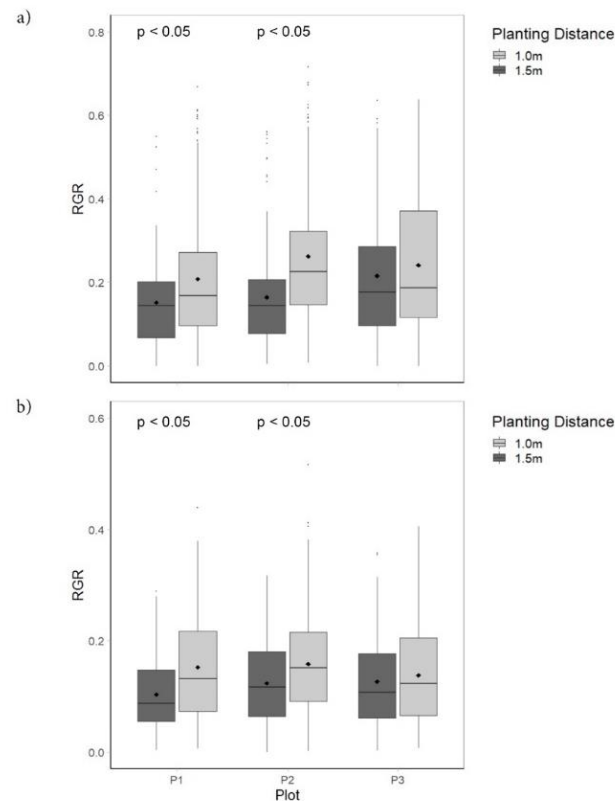 a)
0.8
p < 0.05 p < 0.05
Planting Distance
1.0m
1.5m
0.6
RGR
0.4
0.2
0.0
b)
0.6
p < 0.05 p < 0.05
Planting Distance
1.0m
1.5m
0.4
RGR
0.2
0.0
P1 P2 P3
Plot